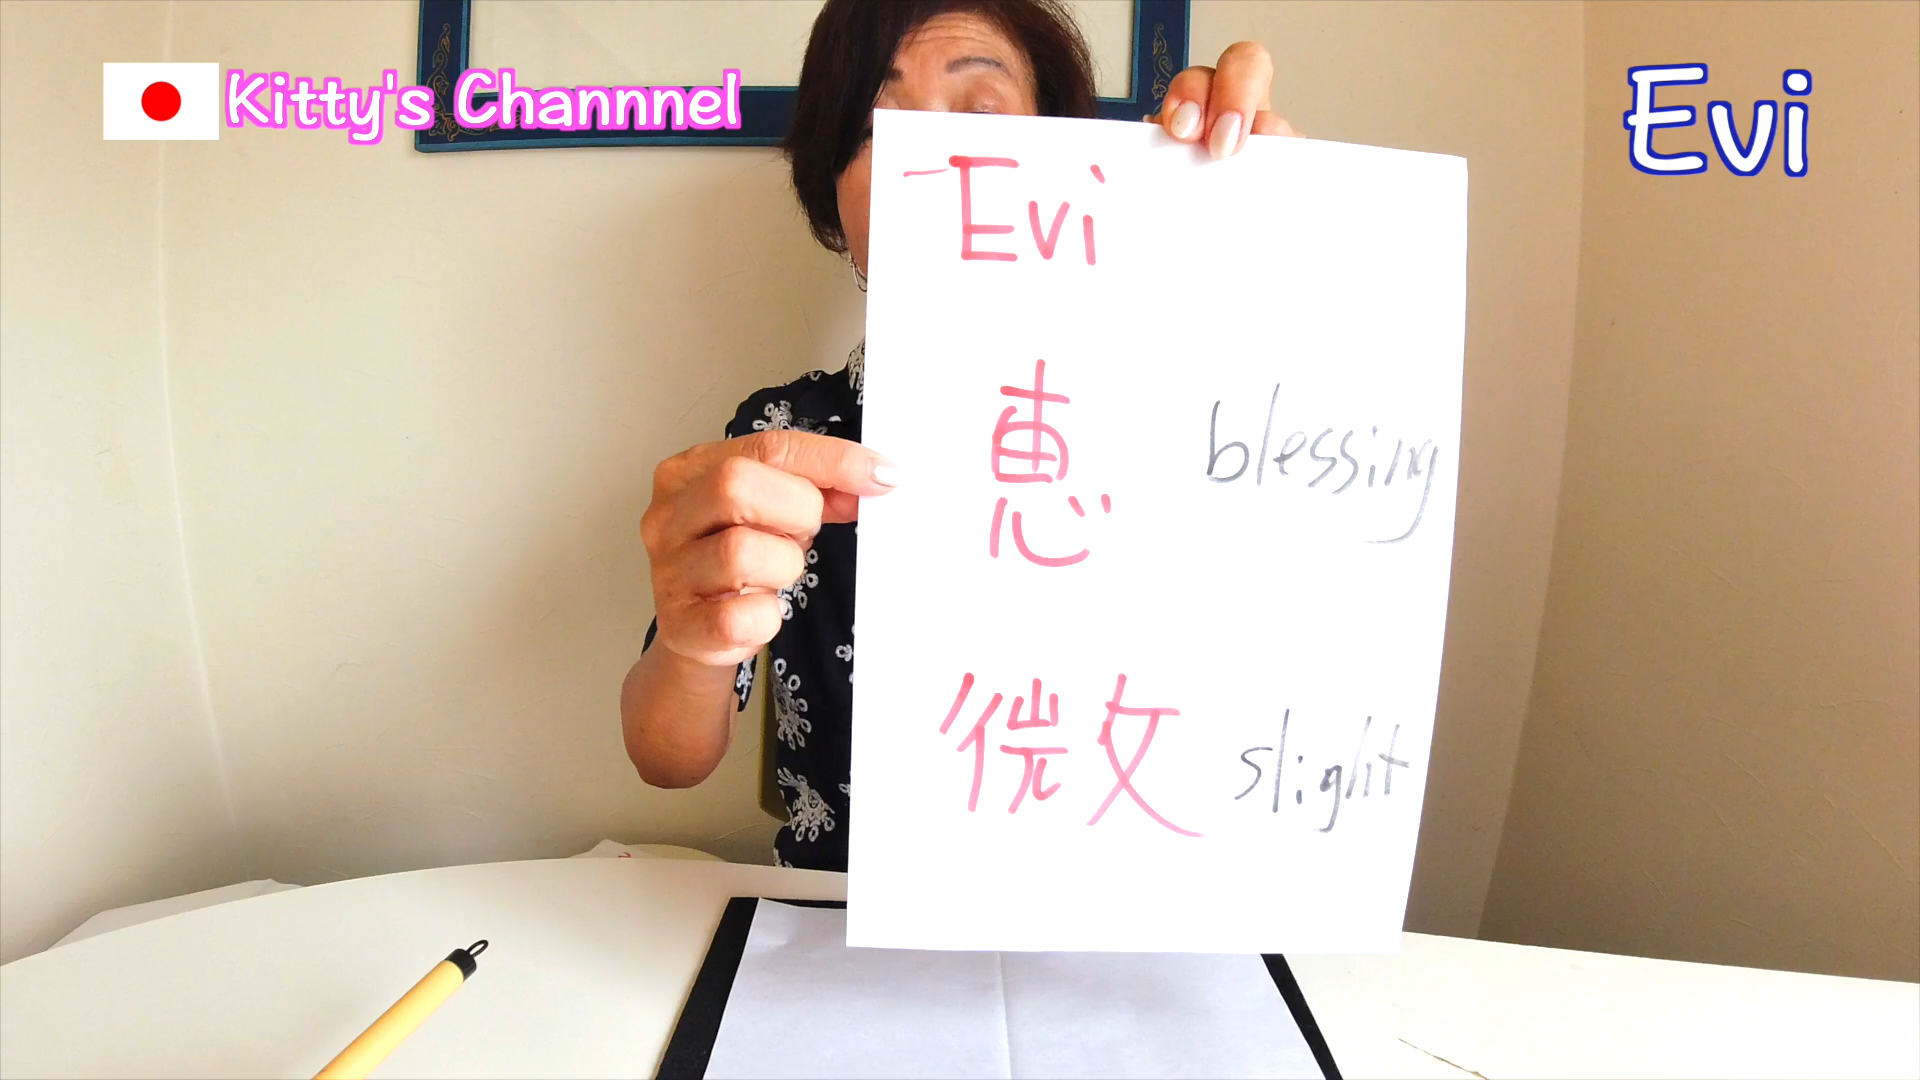 Kitty's Channnel
Evi
Evi
恵 blessing
微 slight